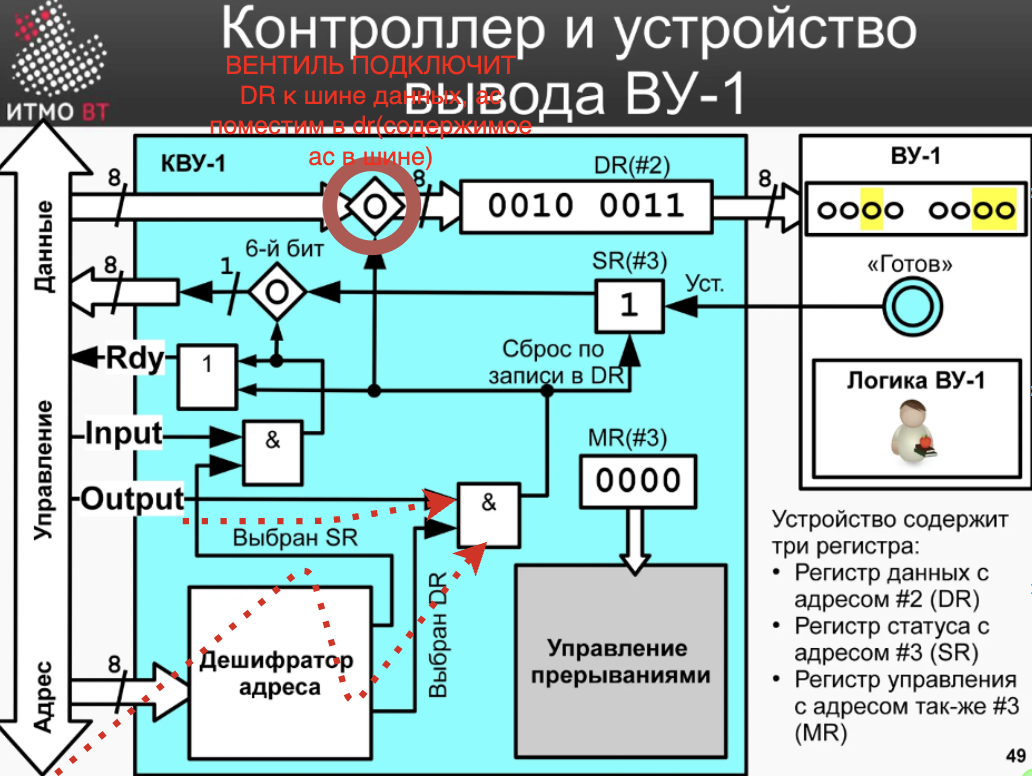 Контроллер и устройство
вывода ВУ-1
ВЕНТИЛЬ ПОДКЛЮЧИТ
DR к шине данных, ас
поместим в dr(содержимое
ас в шине)
ИТМО ВТ
КВУ-1
DR(#2)
ВУ-1
8
8
8
0010 0011
Данные
6-й бит
SR(#3)
«Готов»
8
1
1
Уст.
Rdy
1
Сброс по
записи в DR
Логика ВУ-1
Управление
Input
&
MR(#3)
0000
Output
&
Выбран SR
Выбран DR
Устройство содержит
три регистра:
• Регистр данных с
адресом #2 (DR)
• Регистр статуса с
адресом #3 (SR)
• Регистр управления
с адресом так-же #3
(MR)
Адрес
8
Дешифратор
адреса
Управление
прерываниями
49